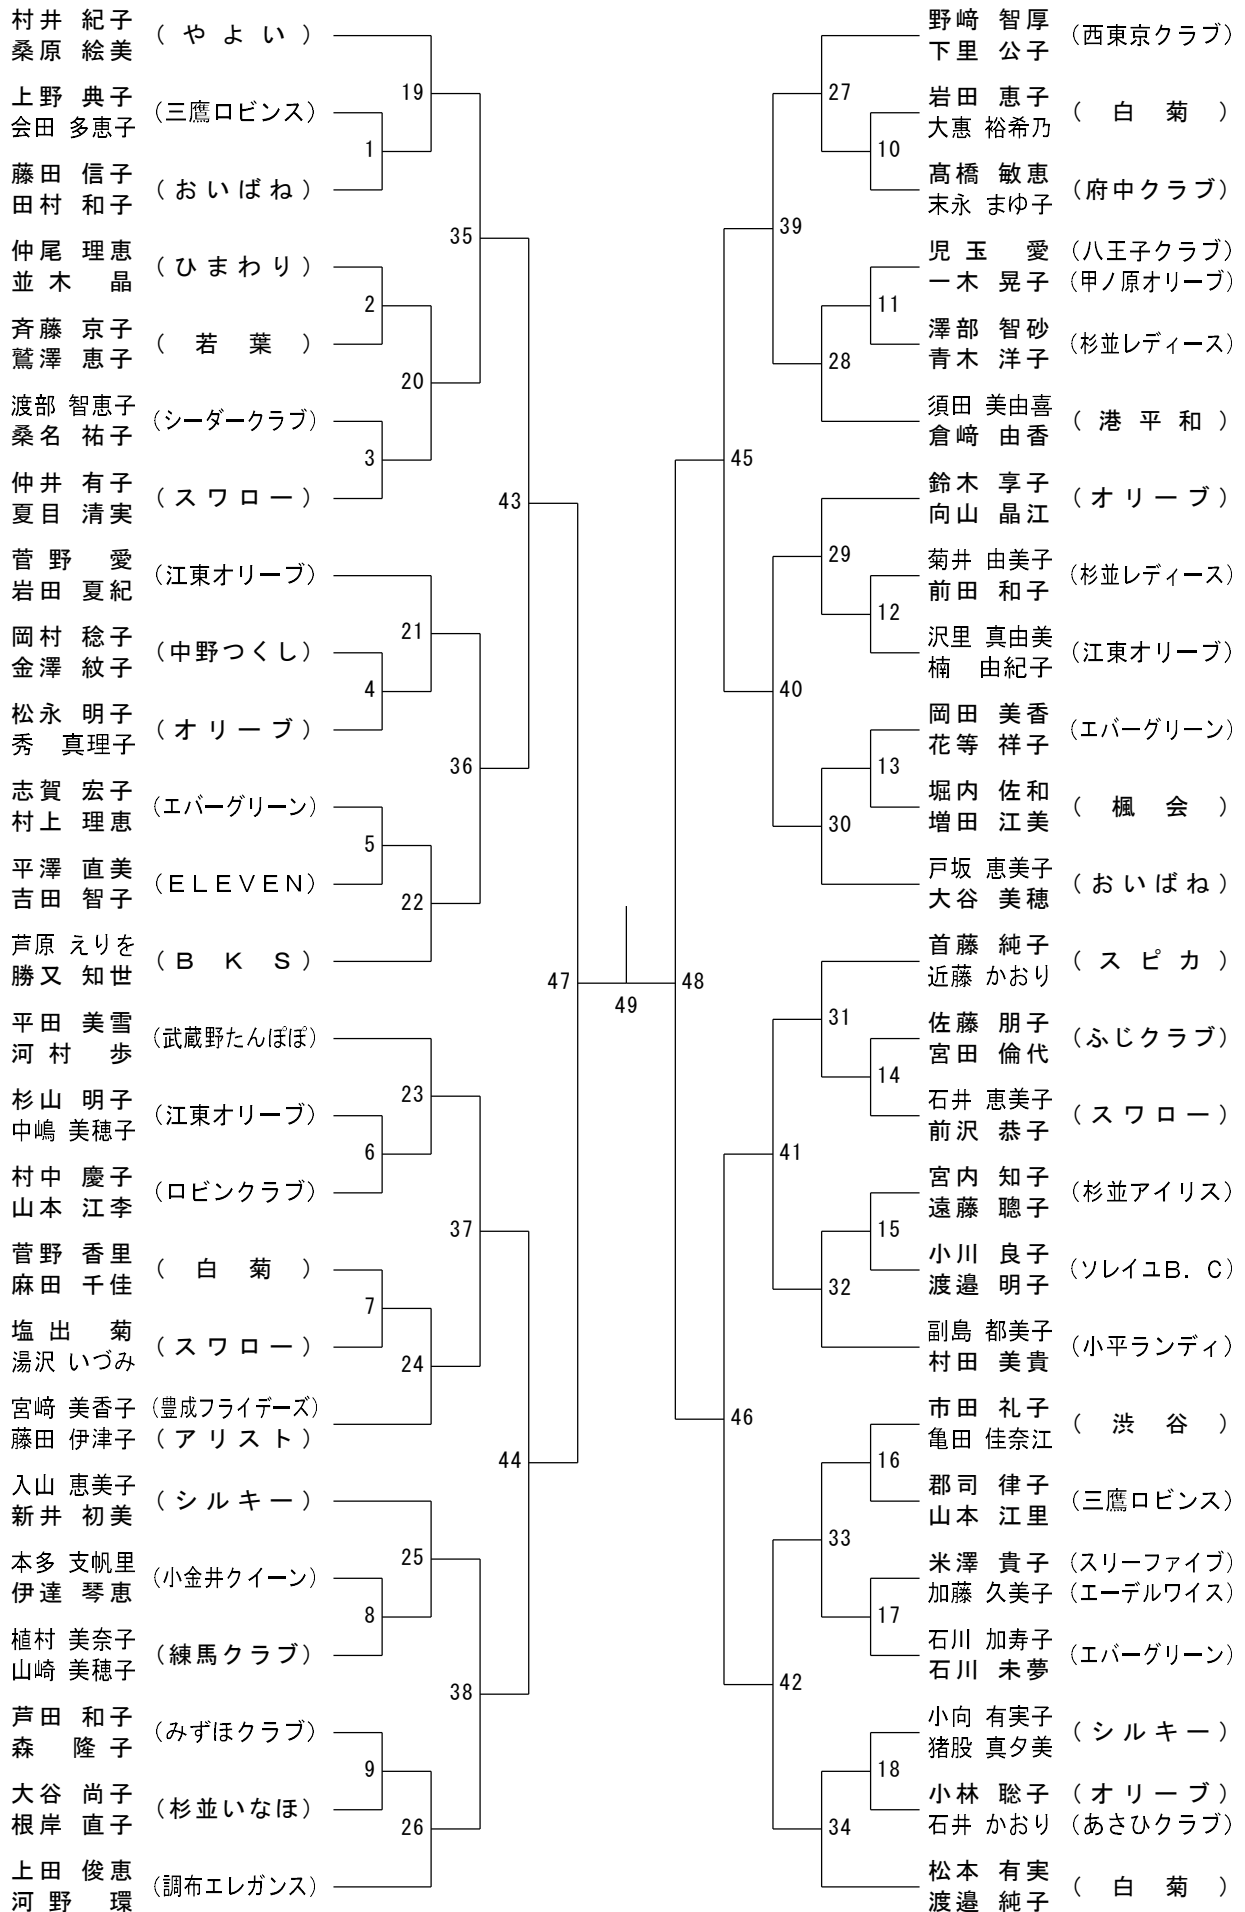 村井 紀子
桑原 絵美
(やよい)
上野 典子
会田 多恵子
(三鷹ロビンス)
藤田 信子
田村 和子
(おいばね)
仲尾 理恵
並木 晶
(ひまわり)
斉藤 京子
鷲澤 恵子
(若葉)
渡部 智恵子
桑名 祐子
(シーダークラブ)
仲井 有子
夏目 清実
(スワロー)
菅野 愛
岩田 夏紀
(江東オリーブ)
岡村 稔子
金澤 紋子
(中野つくし)
松永 明子
秀 真理子
(オリーブ)
志賀 宏子
村上 理恵
(エバーグリーン)
平澤 直美
吉田 智子
(ELEVEN)
芦原 えりを
勝又 知世
(BKS)
平田 美雪
河村 歩
(武蔵野たんぽぽ)
杉山 明子
中嶋 美穂子
(江東オリーブ)
村中 慶子
山本 江李
(ロビンクラブ)
菅野 香里
麻田 千佳
(白菊)
塩出 菊
湯沢 いづみ
(スワロー)
宮﨑 美香子 (豊成フライデーズ)
藤田 伊津子 (アリスト)
入山 恵美子
新井 初美
(シルキー)
本多 支帆里
伊達 琴恵
(小金井クイーン)
植村 美奈子
山崎 美穂子
(練馬クラブ)
芦田 和子
森 隆子
(みずほクラブ)
大谷 尚子
根岸 直子
(杉並いなほ)
上田 俊恵
河野 環
(調布エレガンス)
1
2
3
4
5
6
7
8
9
19
20
21
22
23
24
25
26
35
36
37
38
43
44
47
49
48
45
46
39
40
41
42
27
28
29
30
31
32
33
34
10
11
12
13
14
15
16
17
18
野﨑 智厚
下里 公子
(西東京クラブ)
岩田 恵子
大惠 裕希乃
(白菊)
髙橋 敏恵
末永 まゆ子
(府中クラブ)
児玉 愛 (八王子クラブ)
一木 晃子 (甲ノ原オリーブ)
澤部 智砂
青木 洋子
(杉並レディース)
須田 美由喜
倉﨑 由香
(港平和)
鈴木 享子
向山 晶江
(オリーブ)
菊井 由美子
前田 和子
(杉並レディース)
沢里 真由美
楠 由紀子
(江東オリーブ)
岡田 美香
花等 祥子
(エバーグリーン)
堀内 佐和
増田 江美
(楓会)
戸坂 恵美子
大谷 美穂
(おいばね)
首藤 純子
近藤 かおり
(スピカ)
佐藤 朋子
宮田 倫代
(ふじクラブ)
石井 恵美子
前沢 恭子
(スワロー)
宮内 知子
遠藤 聰子
(杉並アイリス)
小川 良子
渡邉 明子
(ソレイユB.C)
副島 都美子
村田 美貴
(小平ランディ)
市田 礼子
亀田 佳奈江
(渋谷)
郡司 律子
山本 江里
(三鷹ロビンス)
米澤 貴子 (スリーファイブ)
加藤 久美子 (エーデルワイス)
石川 加寿子
石川 未夢
(エバーグリーン)
小向 有実子
猪股 真夕美
(シルキー)
小林 聡子 (オリーブ)
石井 かおり (あさひクラブ)
松本 有実
渡邉 純子
(白菊)